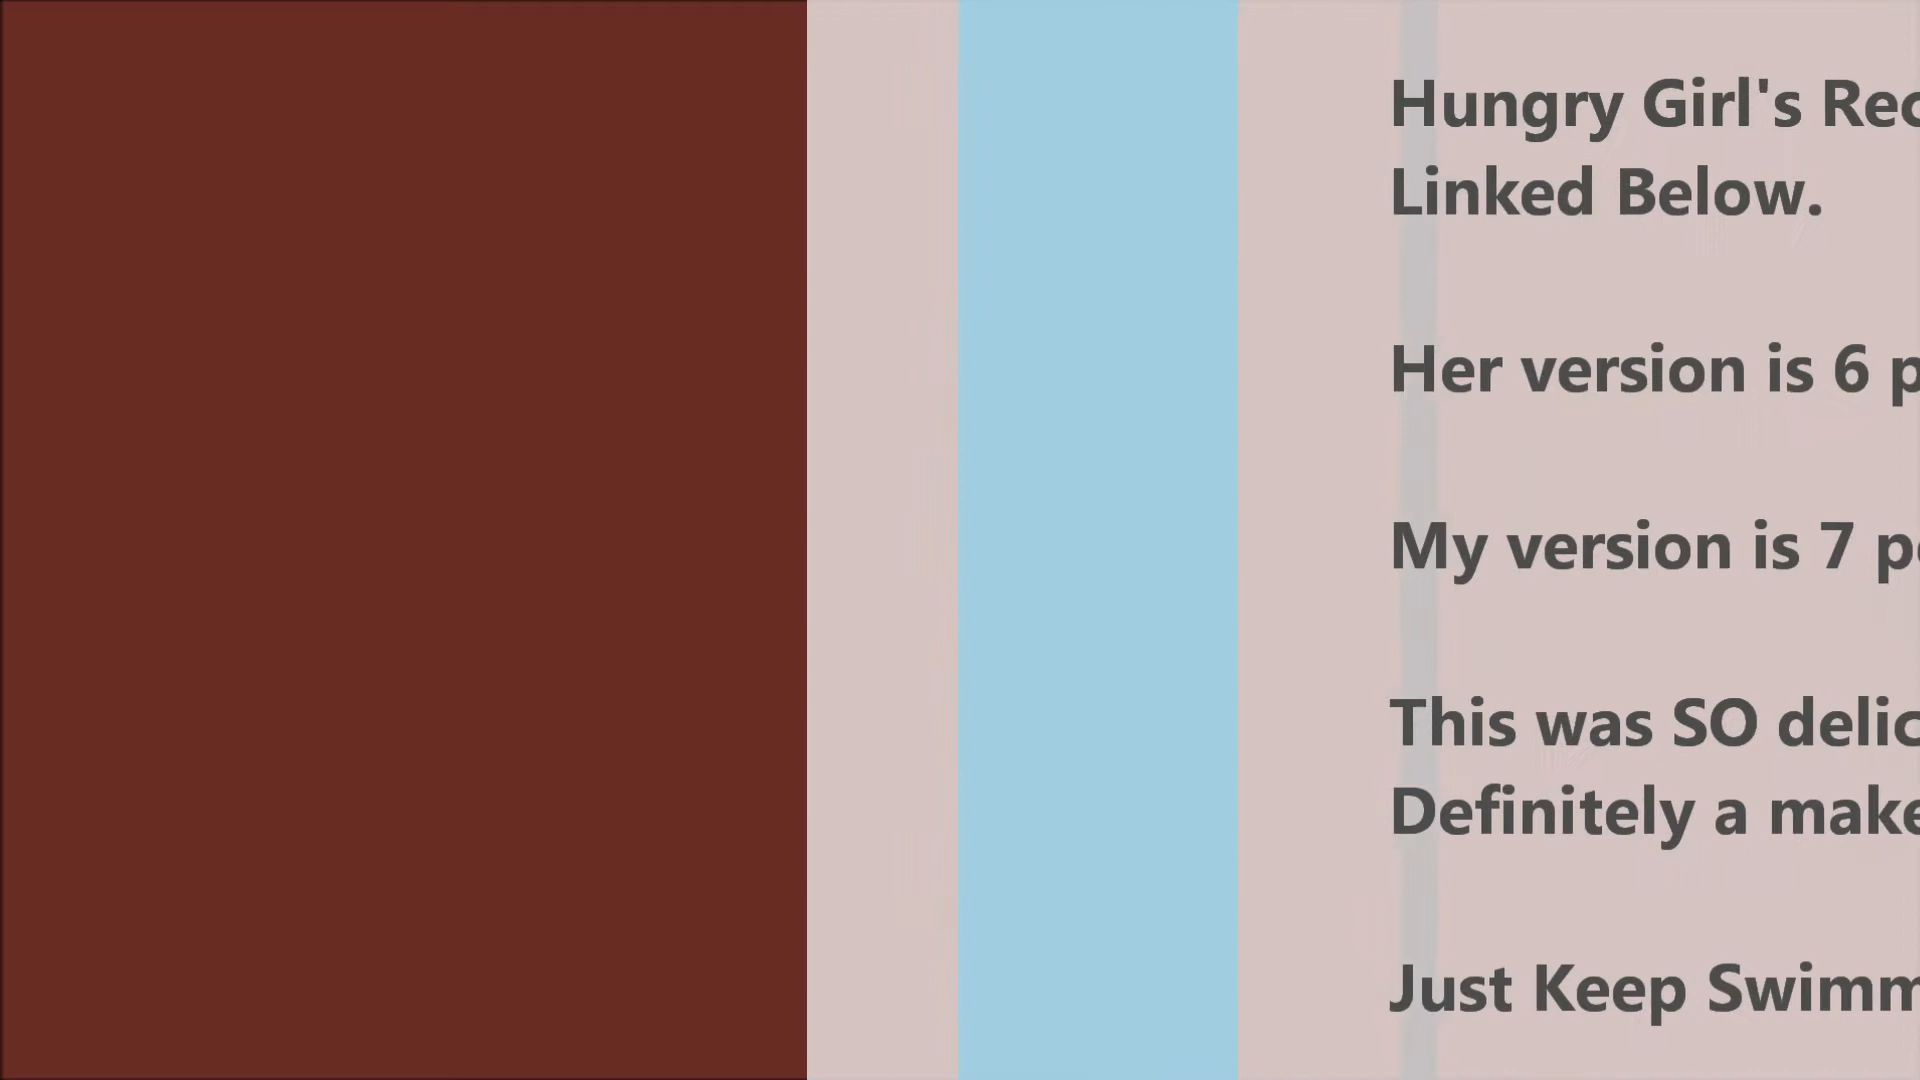 Hungry Girl's Rec
Linked Below.
Her version is 6 p
My version is 7 p
This was SO delic
Definitely a make
Just Keep Swimm